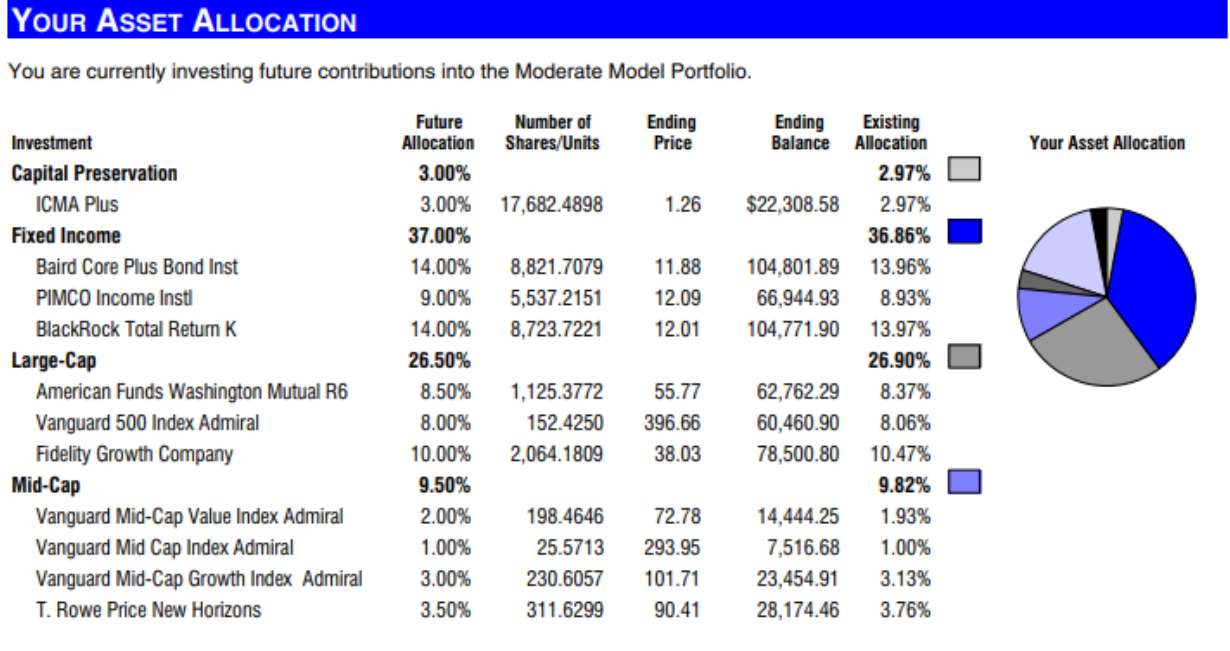 YOUR ASSET ALLOCATION
You are currently investing future contributions into the Moderate Model Portfolio.
Future Number of Ending Ending Existing
Investment Allocation Shares/Units Price Balance Allocation Your Asset Allocation
Capital Preservation 3.00% 2.97%
ICMA Plus 3.00% 17,682.4898 1.26 $22,308.58 2.97%
Fixed Income 37.00% 36.86%
Baird Core Plus Bond Inst 14.00% 8,821.7079 11.88 104,801.89 13.96%
PIMCO Income Instl 9.00% 5,537.2151 12.09 66,944.93 8.93%
BlackRock Total Return K 14.00% 8,723.7221 12.01 104,771.90 13.97%
Large-Cap 26.50% 26.90%
American Funds Washington Mutual R6 8.50% 1,125.3772 55.77 62,762.29 8.37%
Vanguard 500 Index Admiral 8.00% 152.4250 396.66 60,460.90 8.06%
Fidelity Growth Company 10.00% 2,064.1809 38.03 78,500.80 10.47%
Mid-Cap 9.50% 9.82%
Vanguard Mid-Cap Value Index Admiral 2.00% 198.4646 72.78 14,444.25 1.93%
Vanguard Mid Cap Index Admiral 1.00% 25.5713 293.95 7,516.68 1.00%
Vanguard Mid-Cap Growth Index Admiral 3.00% 230.6057 101.71 23,454.91 3.13%
T. Rowe Price New Horizons 3.50% 311.6299 90.41 28,174.46 3.76%